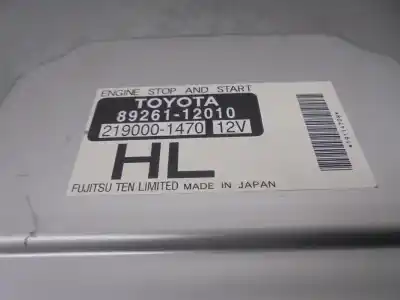 ENGINE STOP AND START
TOYOTA
89261-12010
219000-1470 12V
HL
FUJITSU TEN LIMITED MADE IN JAPAN